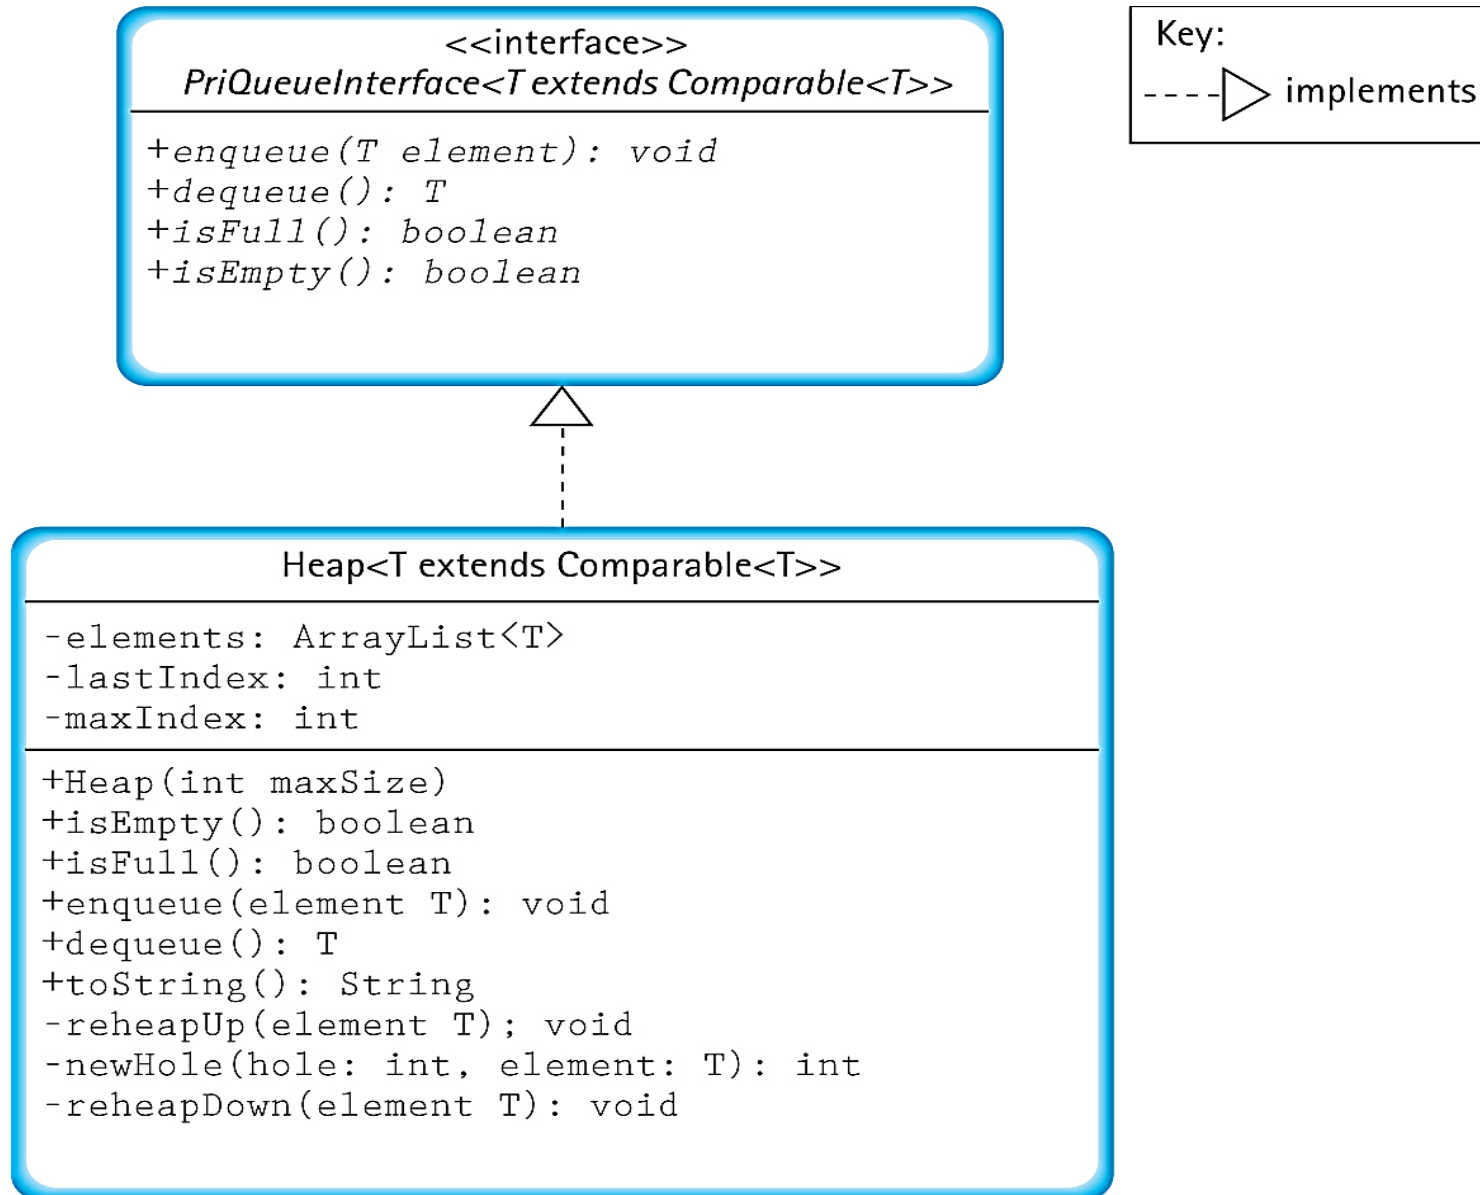 <<interface>>
PriQueueInterface<T extends Comparable<T>>
+enqueue(T element): void
+dequeue(): T
+isFull(): boolean
+isEmpty(): boolean
Key:
implements
Heap<T extends Comparable<T>>
-elements: ArrayList<T>
-lastIndex: int
-maxIndex: int
+Heap(int maxSize)
+isEmpty(): boolean
+isFull(): boolean
+enqueue(element T): void
+dequeue(): T
+toString(): String
-reheapUp(element T); void
-newHole(hole: int, element: T): int
-reheapDown(element T): void